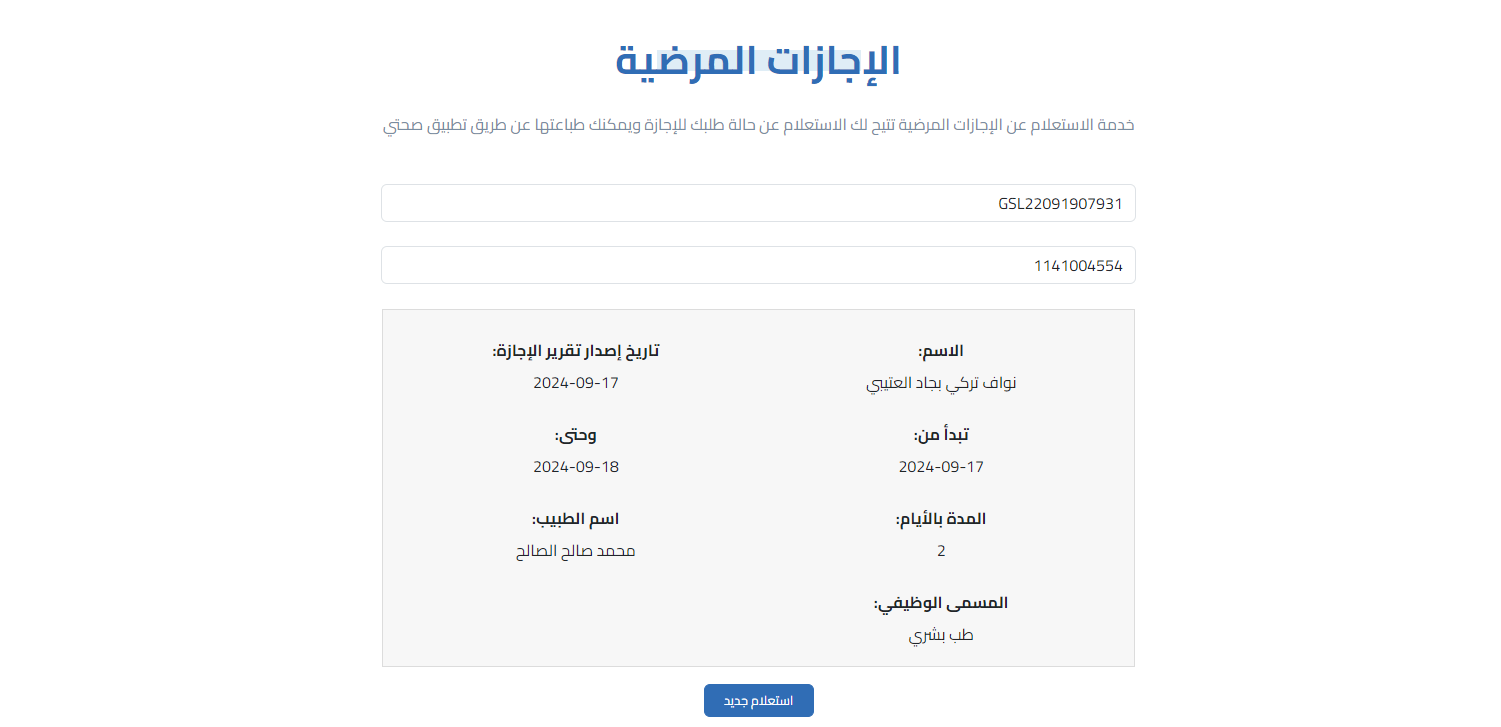 الإجازات المرضية
خدمة الاستعلام عن الإجازات المرضية تتيح لك الاستعلام عن حالة طلبك للإجازة ويمكنك طباعتها عن طريق تطبيق صحتي
GSL22091907931
1141004554
الاسم: تاريخ إصدار تقرير الإجازة:
نواف تركي بجاد العتيبي 2024-09-17
تبدأ من: وحتى:
2024-09-17 2024-09-18
المدة بالأيام: اسم الطبيب:
2 محمد صالح الصالح
المسمى الوظيفي:
طب بشري
استعلام جديد